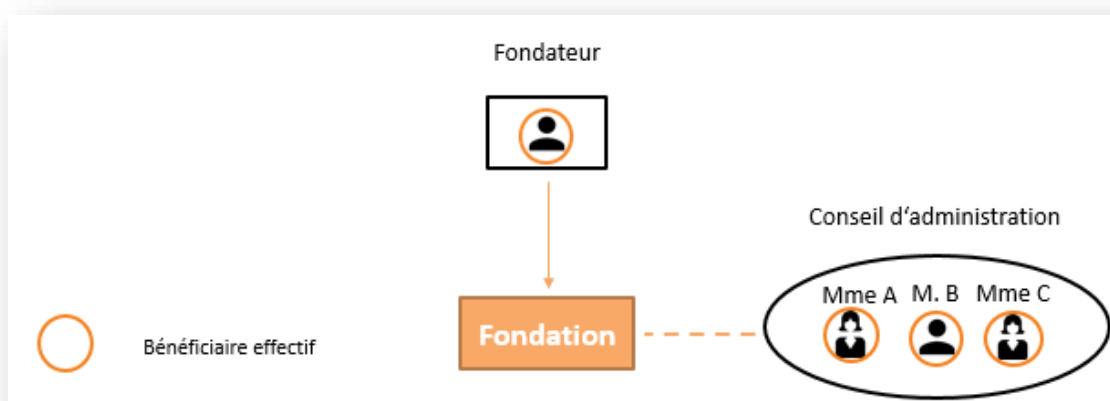 Fondateur
Conseil d‘administration
Mme A M. B Mme C
Fondation
Bénéficiaire effectif